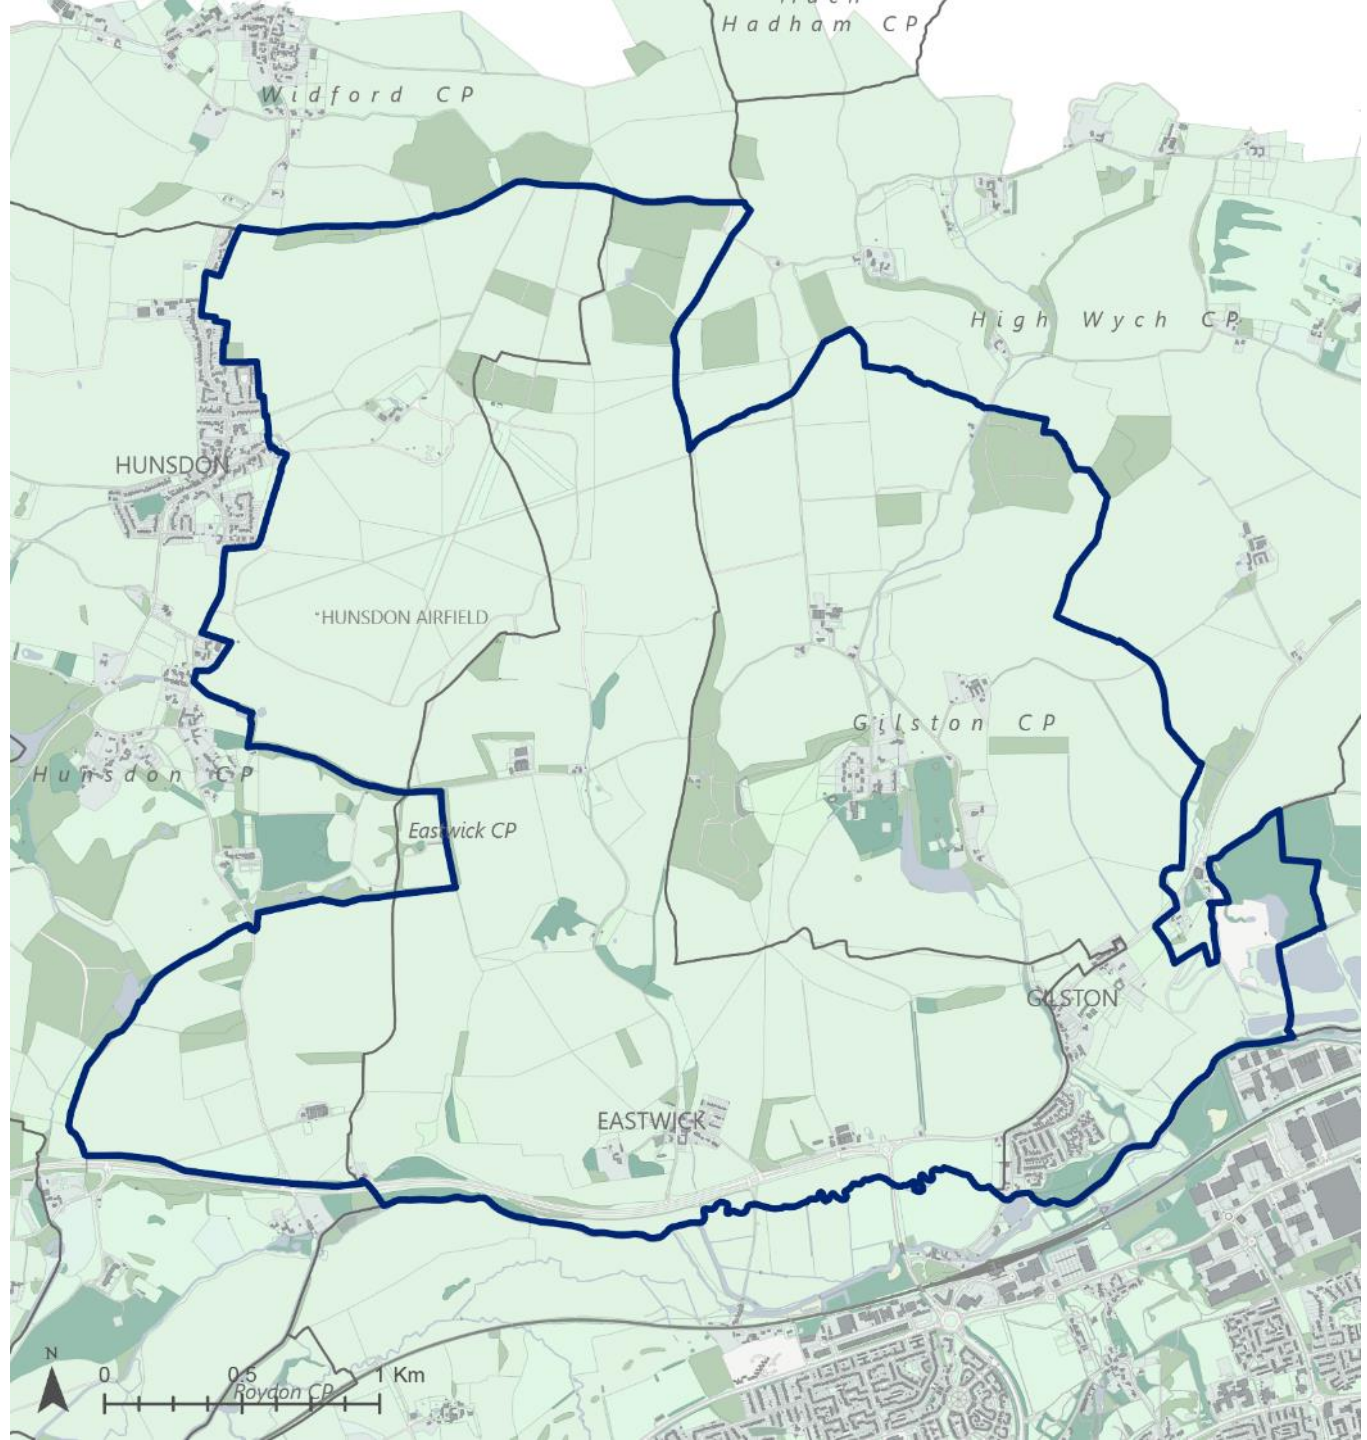 Hadham CP
Widford CP
High Wych CP
HUNSDON
HUNSDON AIRFIELD
Gilston CP
Hunsdon CP
Eastwick CP
GILSTON
EASTWICK
N
0 0.5 1 Km
Roydon CP